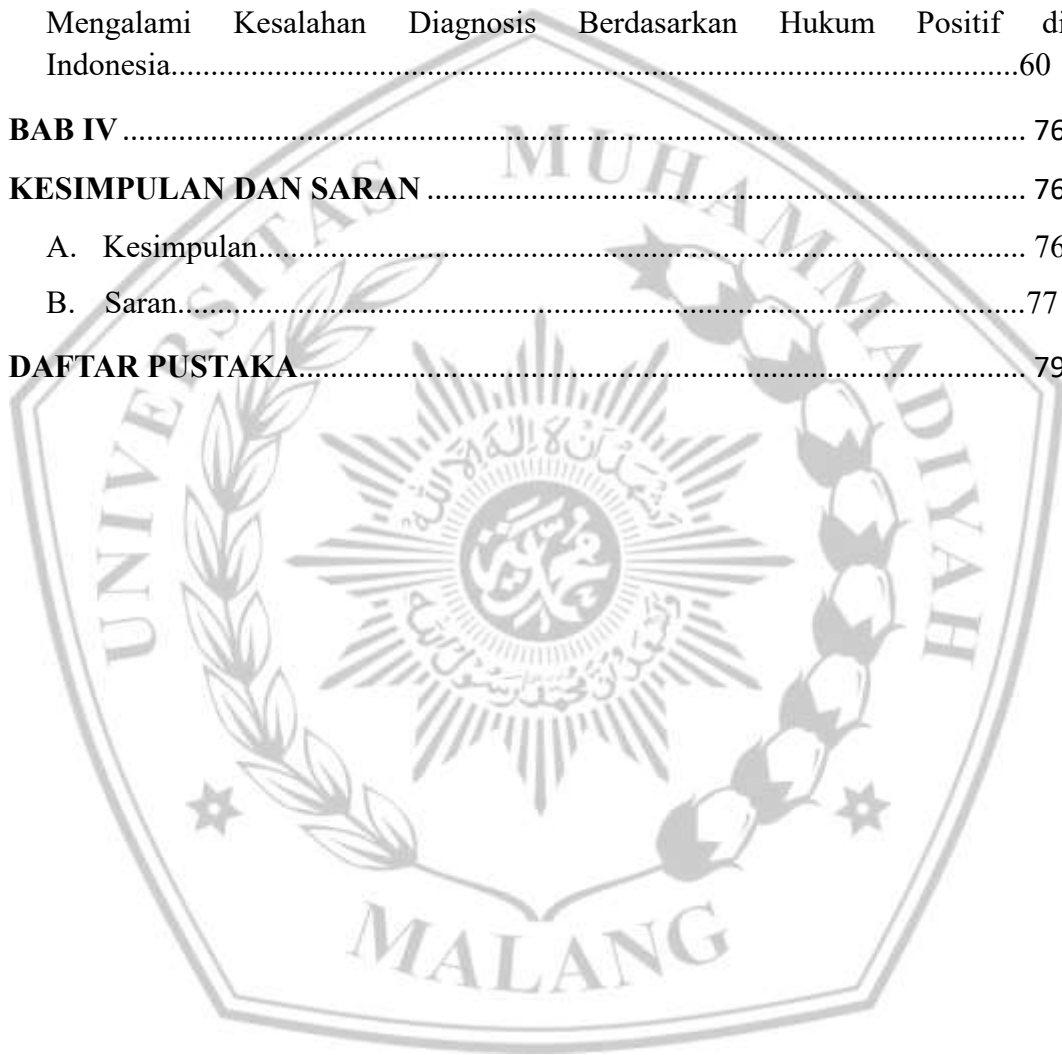 Mengalami Kesalahan Diagnosis Berdasarkan Hukum Positif di
Indonesia....................................................................................................................60
BAB IV ........................................................................................................................ 76
KESIMPULAN DAN SARAN ................................................................................ 76
A. Kesimpulan.................................................................................................... 76
B. Saran...............................................................................................................77
DAFTAR PUSTAKA................................................................................................ 79
UNIVERSITAS MUHAMMADIYAH
MALANG